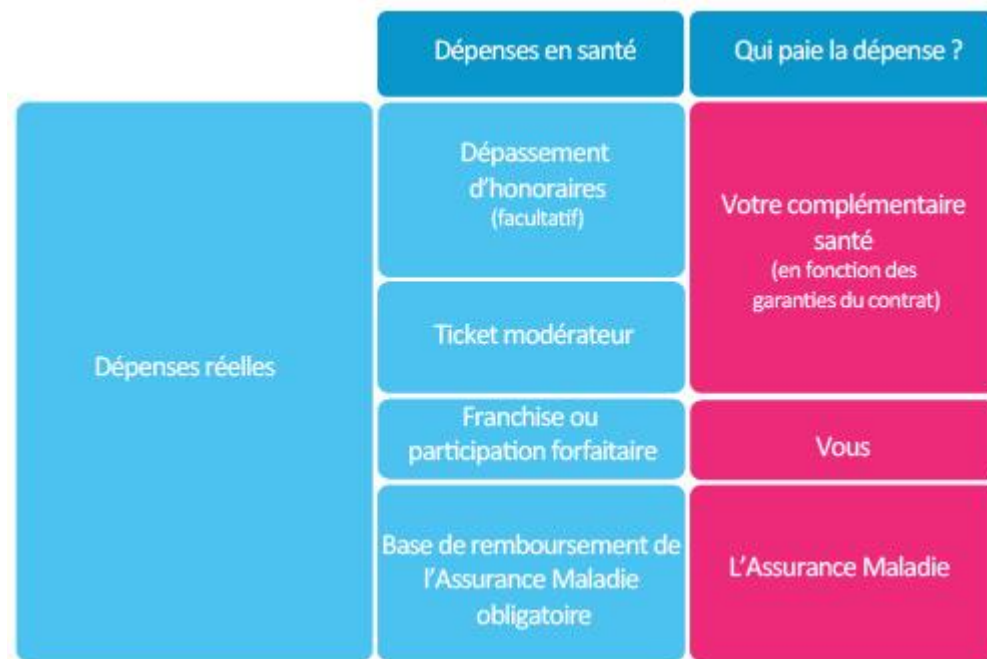 Dépenses en santé
Qui paie la dépense ?
Dépenses réelles
Dépassement
d'honoraires
(facultatif)
Votre complémentaire
santé
(en fonction des
garanties du contrat)
Ticket modérateur
Franchise ou
participation forfaitaire
Vous
Base de remboursement de
l'Assurance Maladie
obligatoire
L'Assurance Maladie